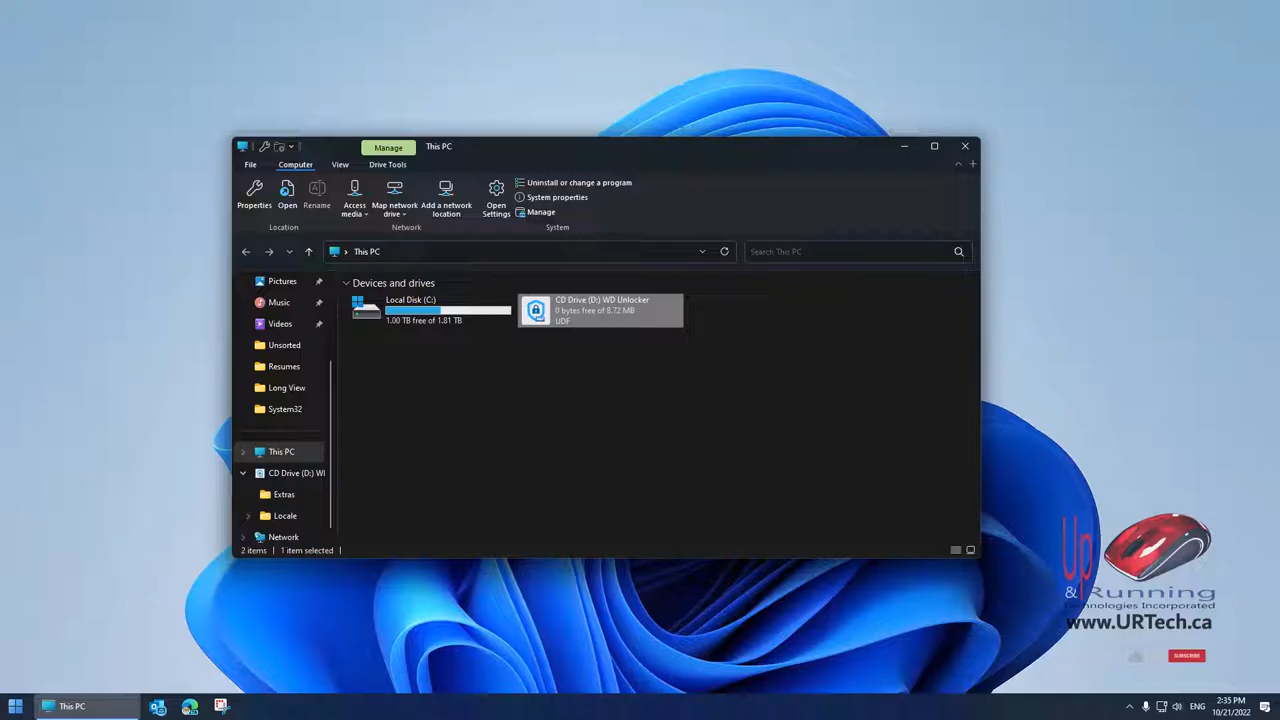 Manage
This PC
File
Computer
View
Drive Tools
Properties
Open
Rename
Access media
Map network drive
Add a network location
Open Settings
Uninstall or change a program
System properties
Manage
Location
Network
System
This PC
Search This PC
Pictures
Music
Videos
Unsorted
Resumes
Long View
System32
This PC
CD Drive (D:) WI
Extras
Locale
Network
Devices and drives
Local Disk (C:)
1.00 TB free of 1.81 TB
CD Drive (D:) WD Unlocker
0 bytes free of 8.72 MB
UDF
2 items
1 item selected
Up
& Running
Technologies Incorporated
www.URTech.ca
SUBSCRIBE
This PC
ENG
2:35 PM
10/21/2022